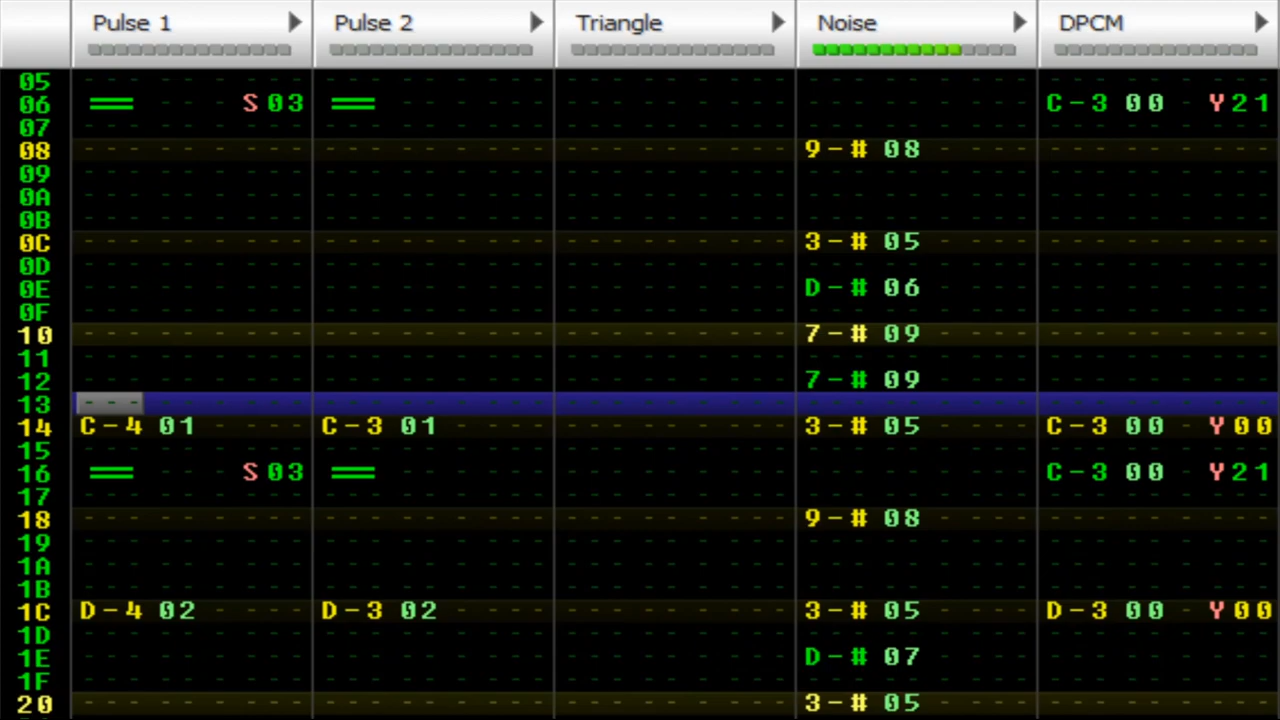 Pulse 1 Pulse 2 Triangle Noise DPCM
05
06 S03 C-3 00 Y21
07
08 9-# 08
09
0A
0B
0C 3-# 05
0D
0E D-# 06
0F
10 7-# 09
11
12 7-# 09
13
14 C-4 01 C-3 01 3-# 05 C-3 00 Y00
15
16 S03 C-3 00 Y21
17
18 9-# 08
19
1A
1B
1C D-4 02 D-3 02 3-# 05 D-3 00 Y00
1D
1E D-# 07
1F
20 3-# 05